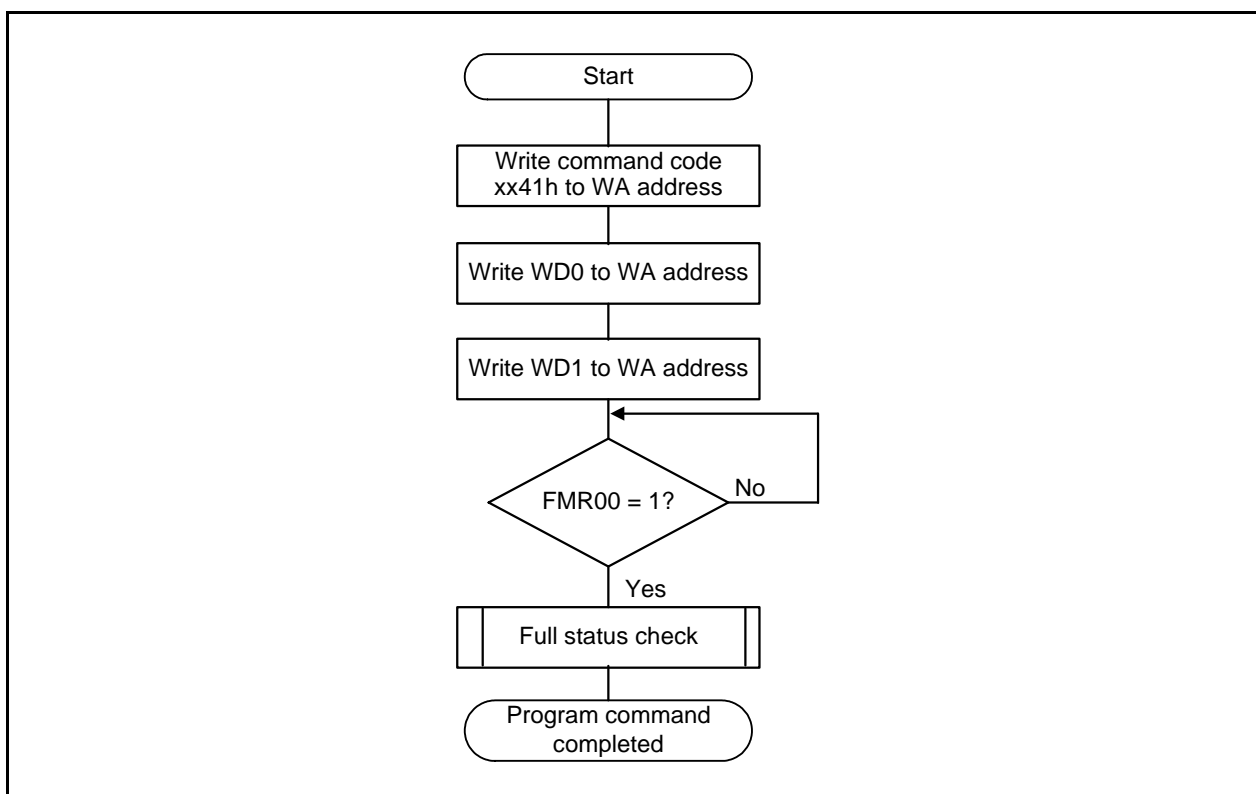 Start
Write command code
xx41h to WA address
Write WD0 to WA address
Write WD1 to WA address
FMR00 = 1?
No
Yes
Full status check
Program command
completed